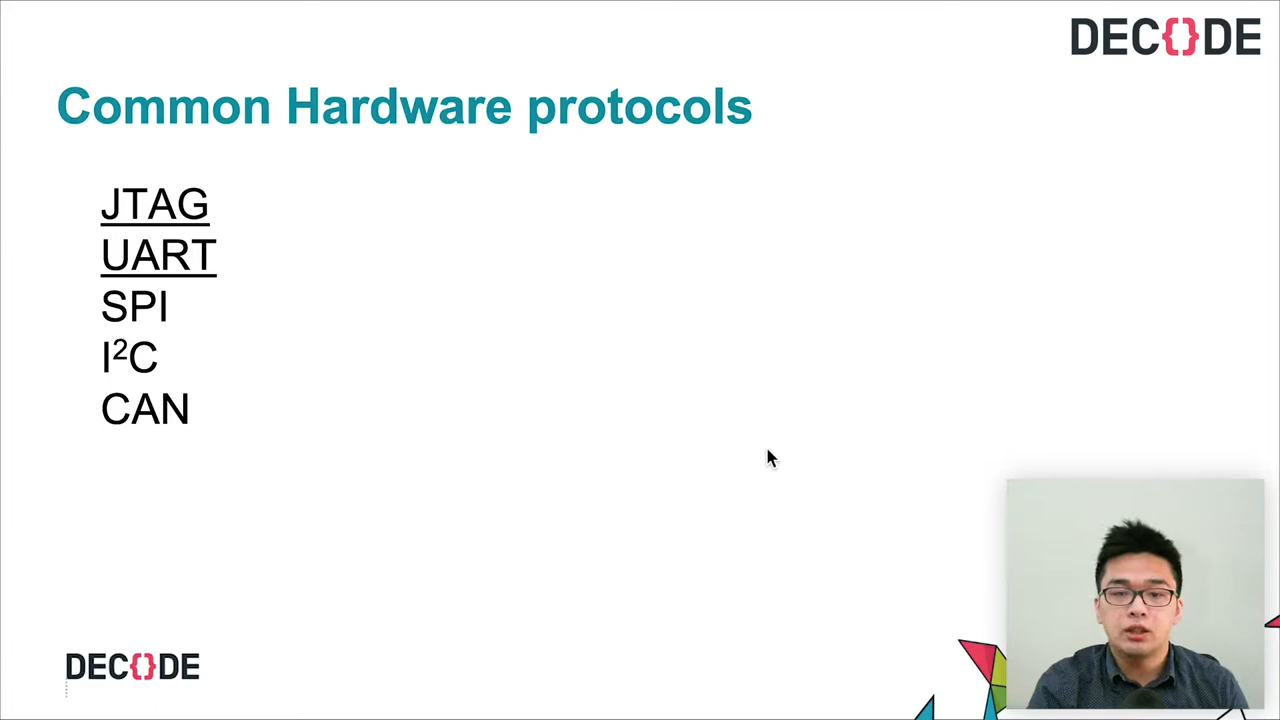 DEC{}DE
Common Hardware protocols
JTAG
UART
SPI
I²C
CAN
DEC{}DE